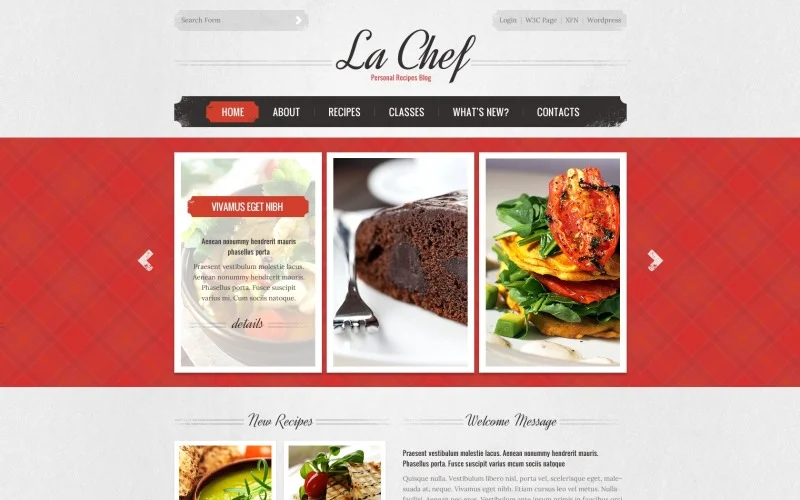 Search Form
Login | W3C Page | XFN | Wordpress
La Chef
Personal Recipes Blog
HOME ABOUT RECIPES CLASSES WHAT'S NEW? CONTACTS
VIVAMUS EGET NIBH
Aenean nonummy hendrerit mauris
phasellus porta
Praesent vestibulum molestie lacus.
Aenean nonummy hendrerit mauris.
Phasellus porta. Fusce suscipit
varius mi. Cum sociis natoque.
details
New Recipes
Welcome Message
Praesent vestibulum molestie lacus. Aenean nonummy hendrerit mauris.
Phasellus porta. Fusce suscipit varius mcum sociis natoque
Quisque nulla. Vestibulum libero nisl, porta vel, scelerisque eget, male-
suada at, neque. Vivamus eget nibh. Etiam cursus leo vel metus. Nulla